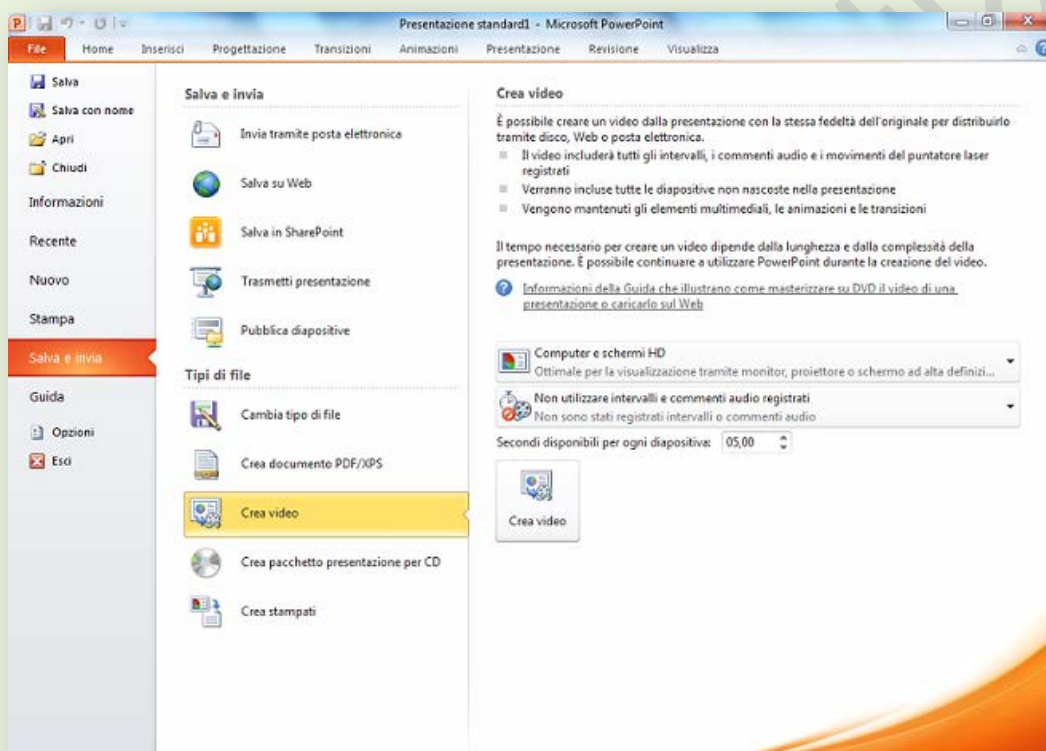 Presentazione standard1 - Microsoft PowerPoint
File Home Inserisci Progettazione Transizioni Animazioni Presentazione Revisione Visualizza
Salva
Salva con nome
Apri
Chiudi
Informazioni
Recente
Nuovo
Stampa
Salva e invia
Guida
Opzioni
Esci
Salva e invia
Invia tramite posta elettronica
Salva su Web
Salva in SharePoint
Trasmetti presentazione
Pubblica diapositive
Tipi di file
Cambia tipo di file
Crea documento PDF/XPS
Crea video
Crea pacchetto presentazione per CD
Crea stampati
Crea video
È possibile creare un video dalla presentazione con la stessa fedeltà dell'originale per distribuirlo
tramite disco, Web o posta elettronica.
Il video includerà tutti gli intervalli, i commenti audio e i movimenti del puntatore laser
registrati
Verranno incluse tutte le diapositive non nascoste nella presentazione
Vengono mantenuti gli elementi multimediali, le animazioni e le transizioni
Il tempo necessario per creare un video dipende dalla lunghezza e dalla complessità della
presentazione. È possibile continuare a utilizzare PowerPoint durante la creazione del video.
Informazioni della Guida che illustrano come masterizzare su DVD il video di una
presentazione o caricarlo sul Web
Computer e schermi HD
Ottimale per la visualizzazione tramite monitor, proiettore o schermo ad alta definizi...
Non utilizzare intervalli e commenti audio registrati
Non sono stati registrati intervalli o commenti audio
Secondi disponibili per ogni diapositiva: 05,00
Crea video